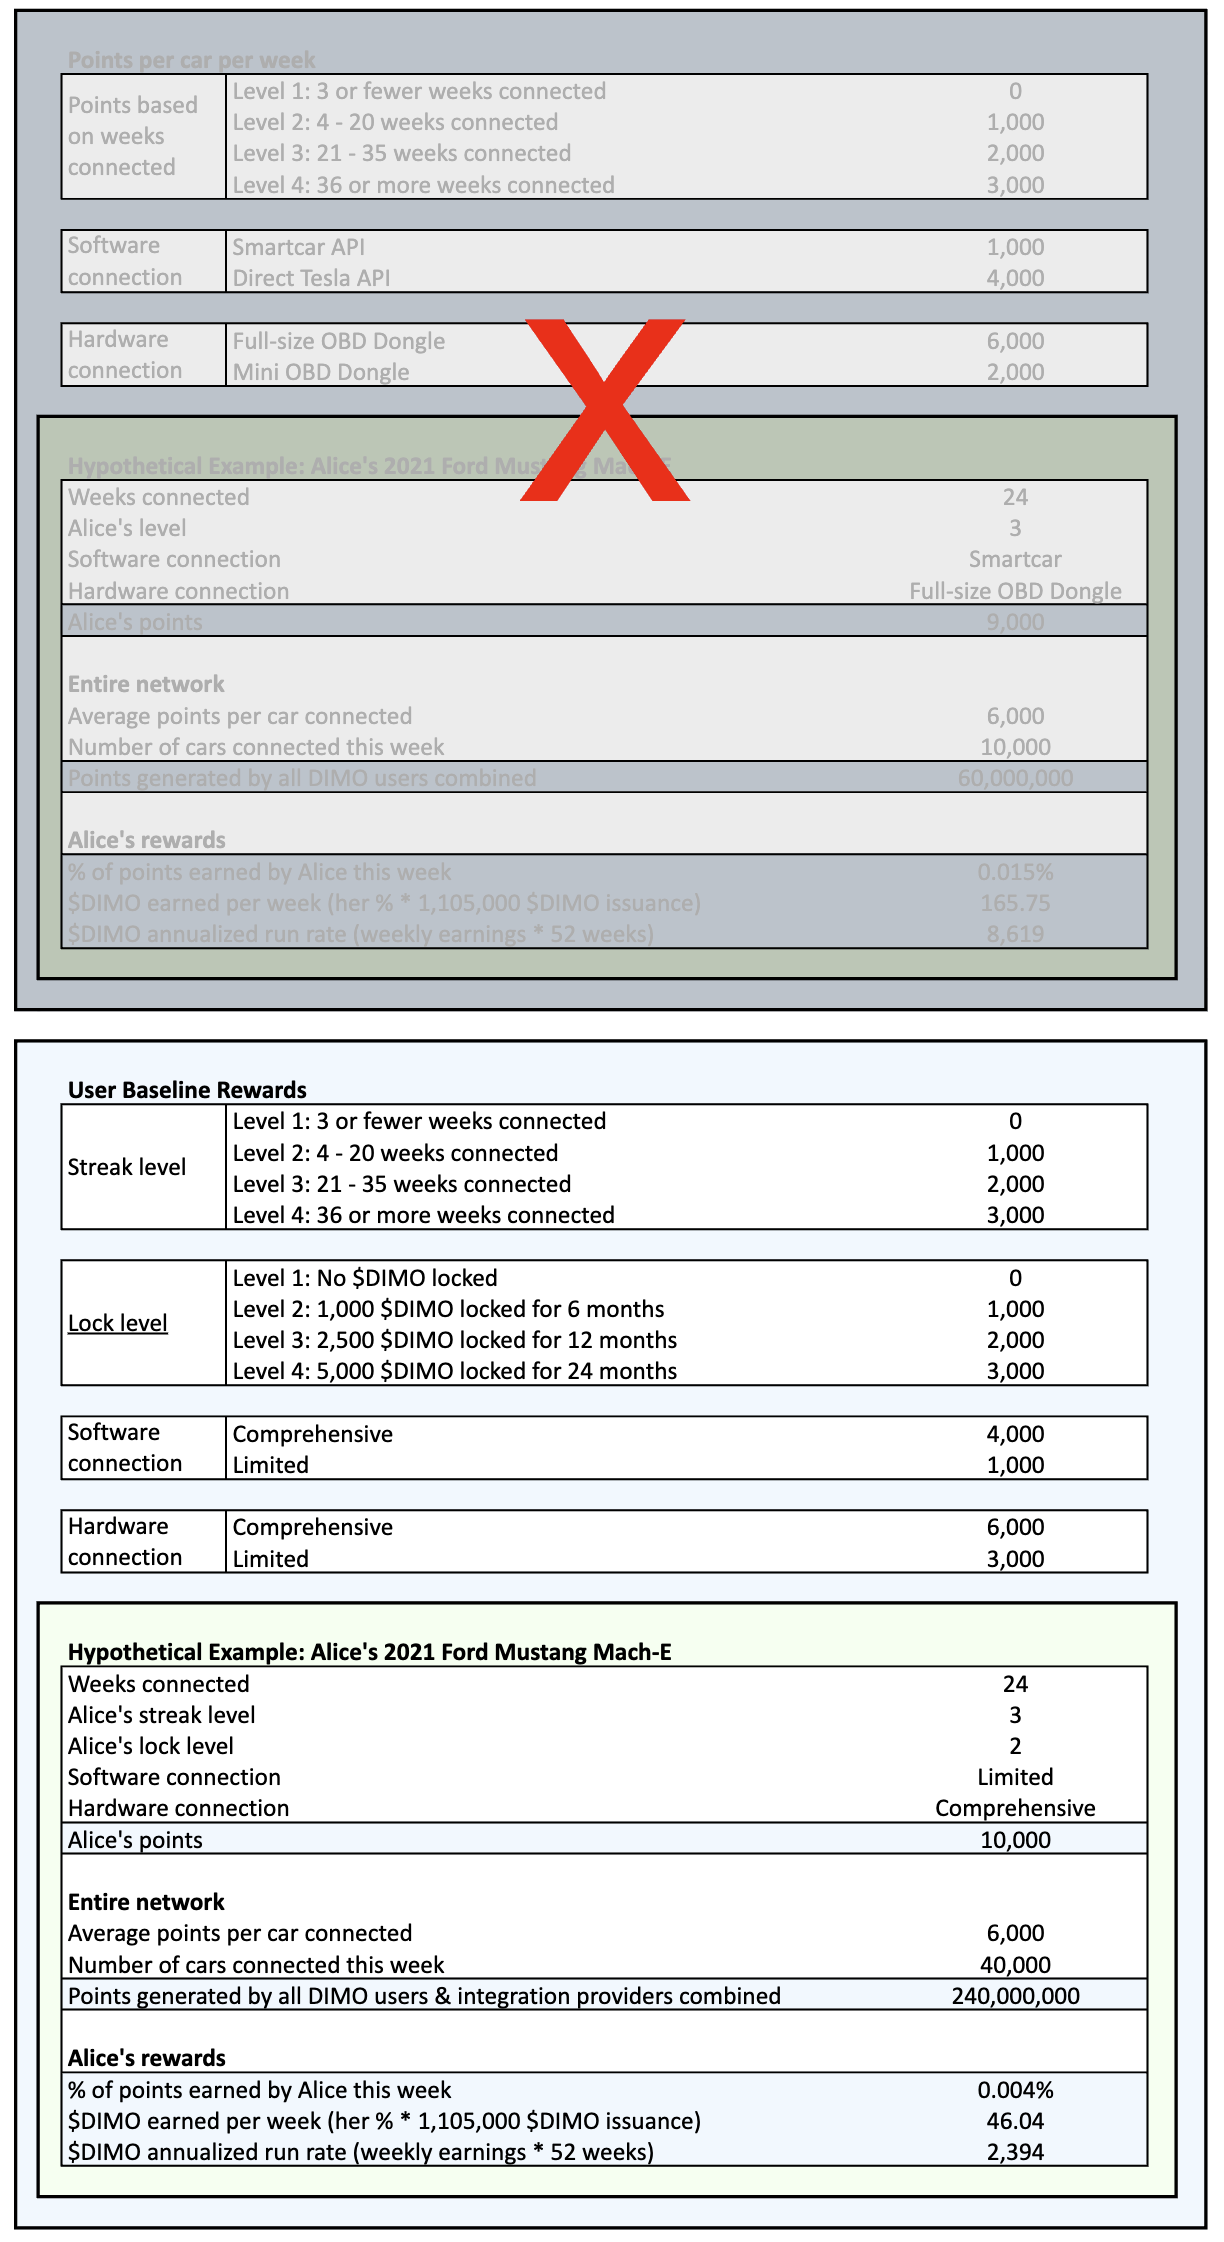 Points per car per week
Points based on weeks connected
Level 1: 3 or fewer weeks connected 0
Level 2: 4 - 20 weeks connected 1,000
Level 3: 21 - 35 weeks connected 2,000
Level 4: 36 or more weeks connected 3,000
Software connection
Smartcar API 1,000
Direct Tesla API 4,000
Hardware connection
Full-size OBD Dongle 6,000
Mini OBD Dongle 2,000
X
Hypothetical Example: Alice's 2021 Ford Mustang Mach-E
Weeks connected 24
Alice's level 3
Software connection Smartcar
Hardware connection Full-size OBD Dongle
Alice's points 9,000
Entire network
Average points per car connected 6,000
Number of cars connected this week 10,000
Points generated by all DIMO users combined 60,000,000
Alice's rewards
% of points earned by Alice this week 0.015%
$DIMO earned per week (her % * 1,105,000 $DIMO issuance) 165.75
$DIMO annualized run rate (weekly earnings * 52 weeks) 8,619
User Baseline Rewards
Streak level
Level 1: 3 or fewer weeks connected 0
Level 2: 4 - 20 weeks connected 1,000
Level 3: 21 - 35 weeks connected 2,000
Level 4: 36 or more weeks connected 3,000
Lock level
Level 1: No $DIMO locked 0
Level 2: 1,000 $DIMO locked for 6 months 1,000
Level 3: 2,500 $DIMO locked for 12 months 2,000
Level 4: 5,000 $DIMO locked for 24 months 3,000
Software connection
Comprehensive 4,000
Limited 1,000
Hardware connection
Comprehensive 6,000
Limited 3,000
Hypothetical Example: Alice's 2021 Ford Mustang Mach-E
Weeks connected 24
Alice's streak level 3
Alice's lock level 2
Software connection Limited
Hardware connection Comprehensive
Alice's points 10,000
Entire network
Average points per car connected 6,000
Number of cars connected this week 40,000
Points generated by all DIMO users & integration providers combined 240,000,000
Alice's rewards
% of points earned by Alice this week 0.004%
$DIMO earned per week (her % * 1,105,000 $DIMO issuance) 46.04
$DIMO annualized run rate (weekly earnings * 52 weeks) 2,394